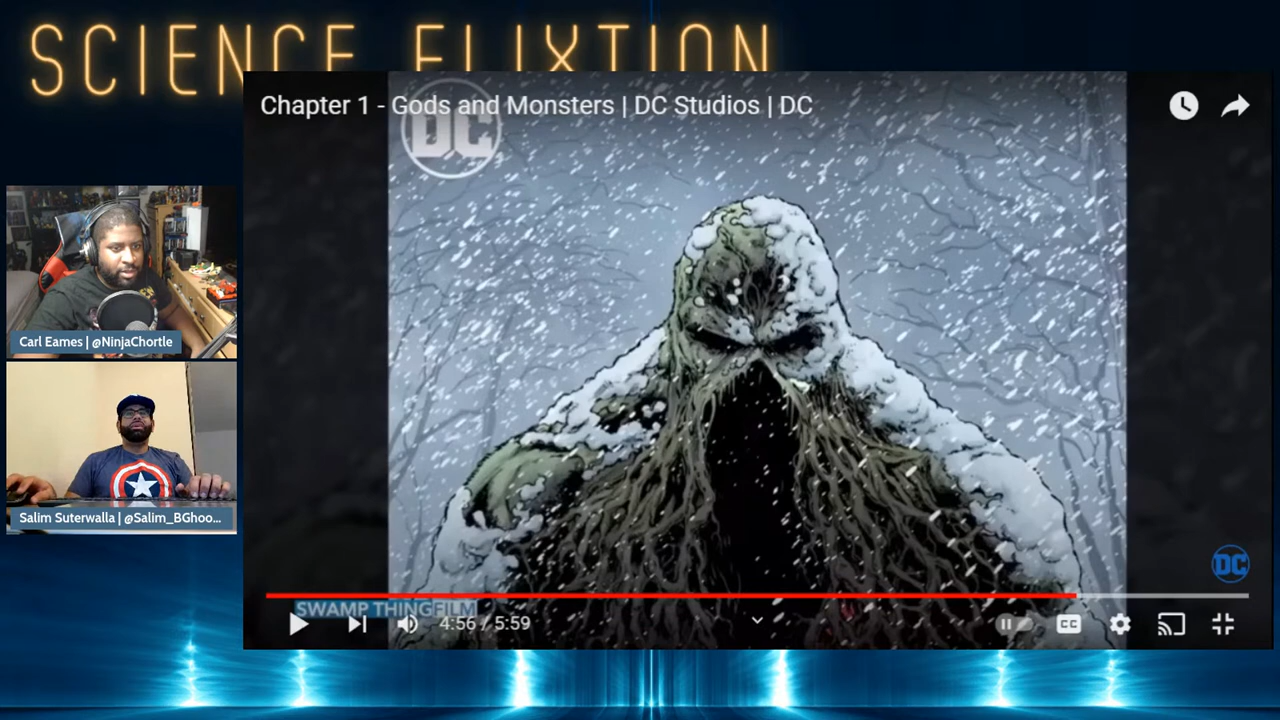 SCIENCE FLIXTION
Chapter 1 - Gods and Monsters | DC Studios | DC
DC
Carl Eames | @NinjaChortle
Salim Suterwalla | @Salim_BGhoo...
DC
SWAMP THING FILM
4:56 / 5:59
CC